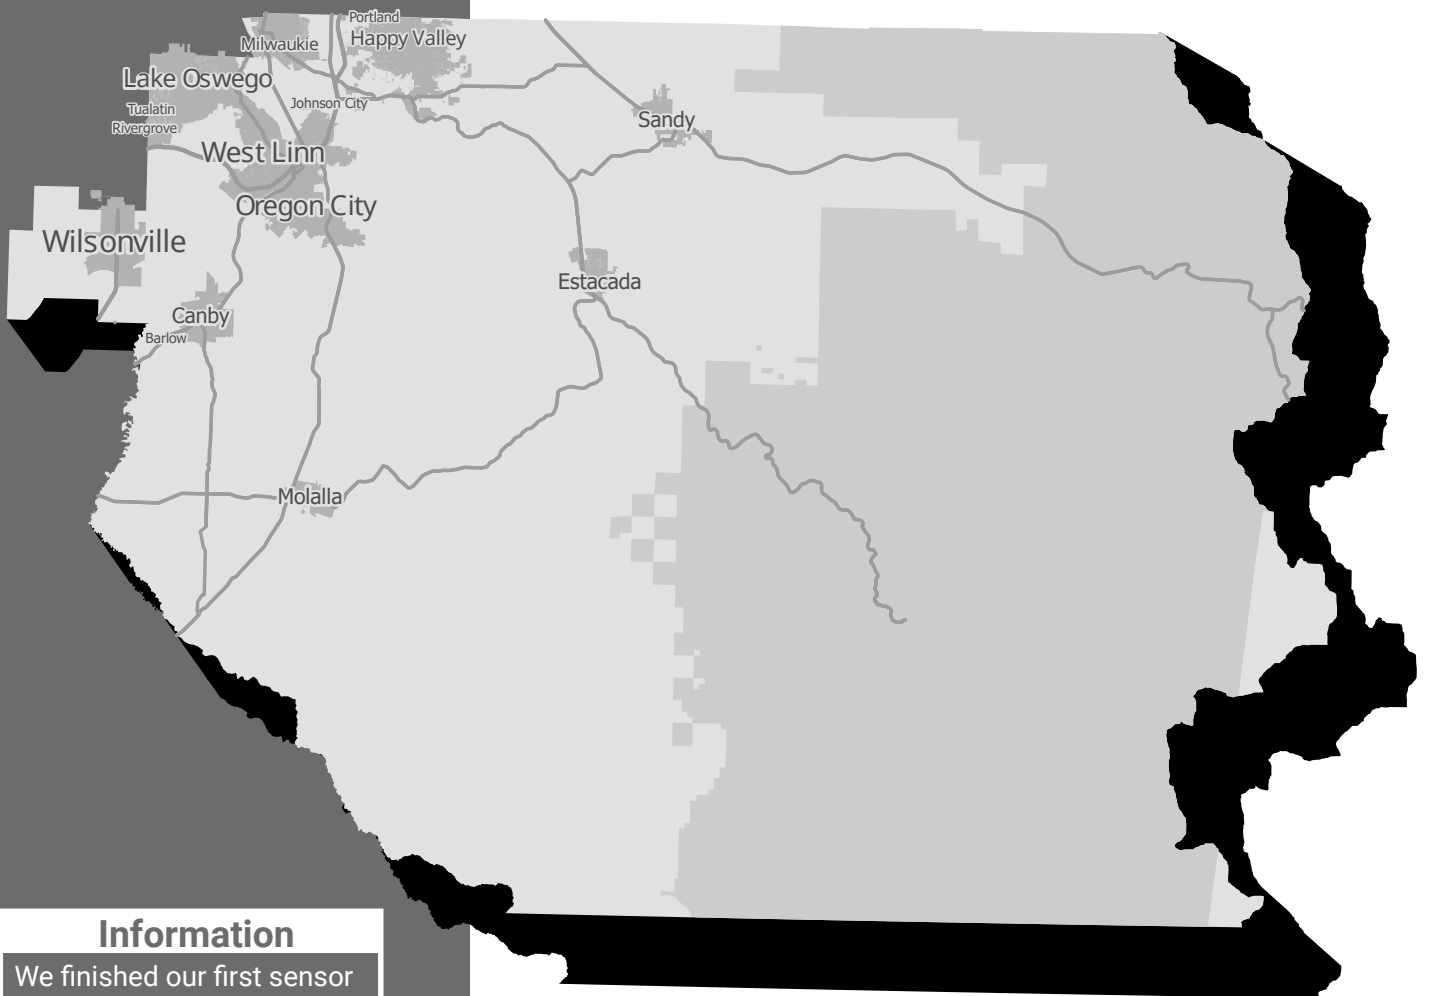 Portland
Milwaukie
Happy Valley
Lake Oswego
Johnson City
Tualatin
Rivergrove
Sandy
West Linn
Oregon City
Wilsonville
Estacada
Canby
Barlow
Molalla
Information
We finished our first sensor